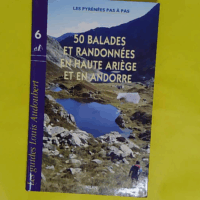 LES PYRÉNÉES PAS À PAS
6
50 BALADES
ET RANDONNÉES
EN HAUTE ARIÈGE
ET EN ANDORRE
Les guides Louis Audoubert
MILAN